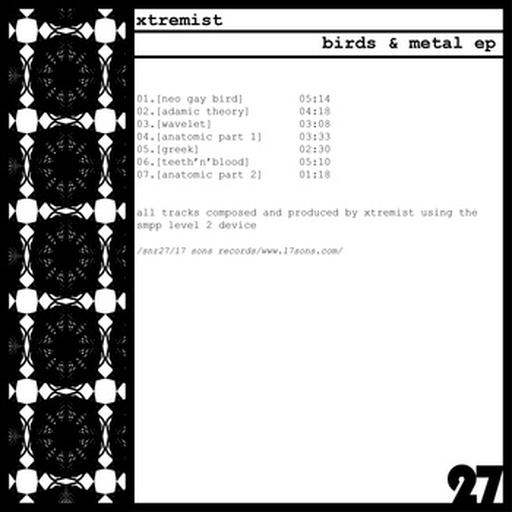 xtremist
birds & metal ep
01.[neo gay bird] 05:14
02.[adamic theory] 04:18
03.[wavelet] 03:08
04.[anatomic part 1] 03:33
05.[greek] 02:30
06.[teeth'n'blood] 05:10
07.[anatomic part 2] 01:18
all tracks composed and produced by xtremist using the
smpp level 2 device
/snr27/17 sons records/www.17sons.com/
27